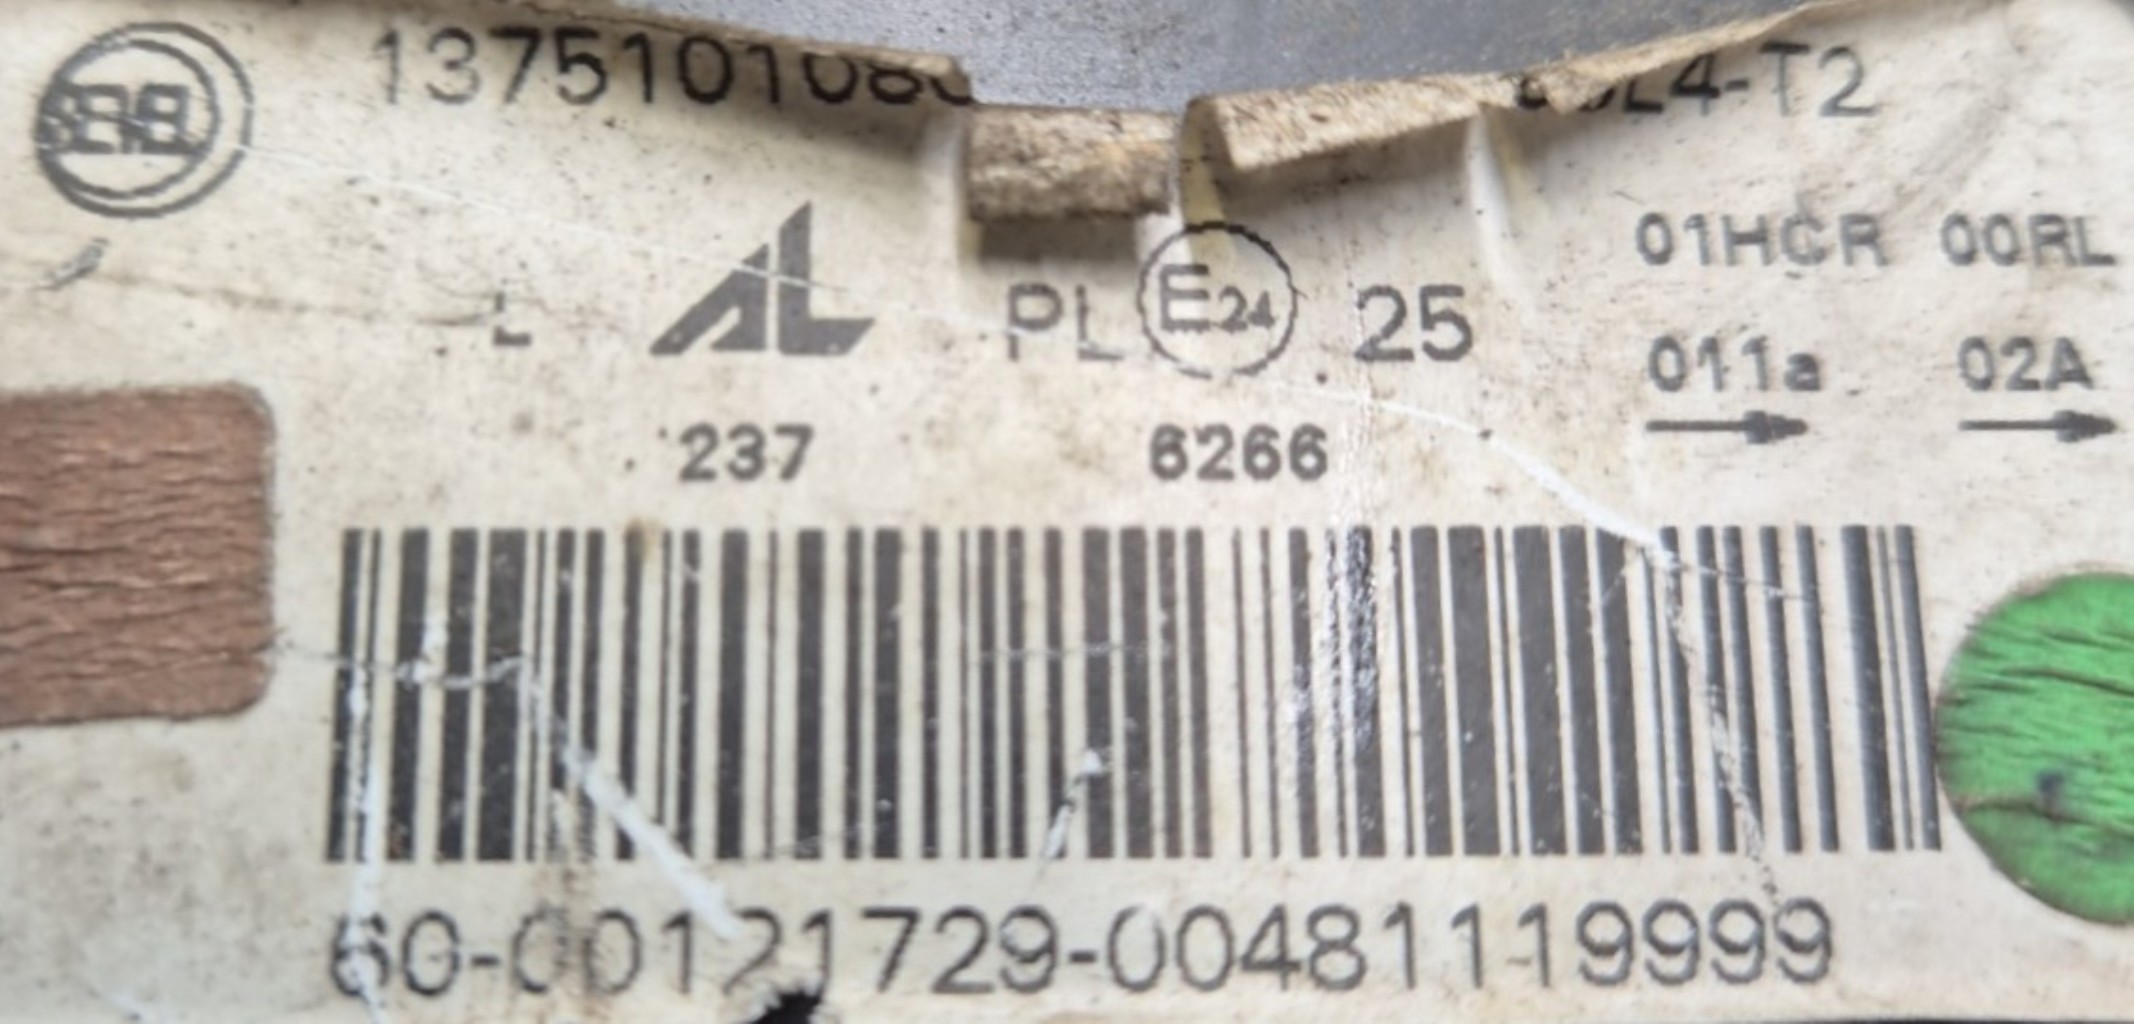 1375101080 L4-T2
01HCR 00RL
L AL PL E24 25
011a 02A
237 6266
60-00121729-00481119999